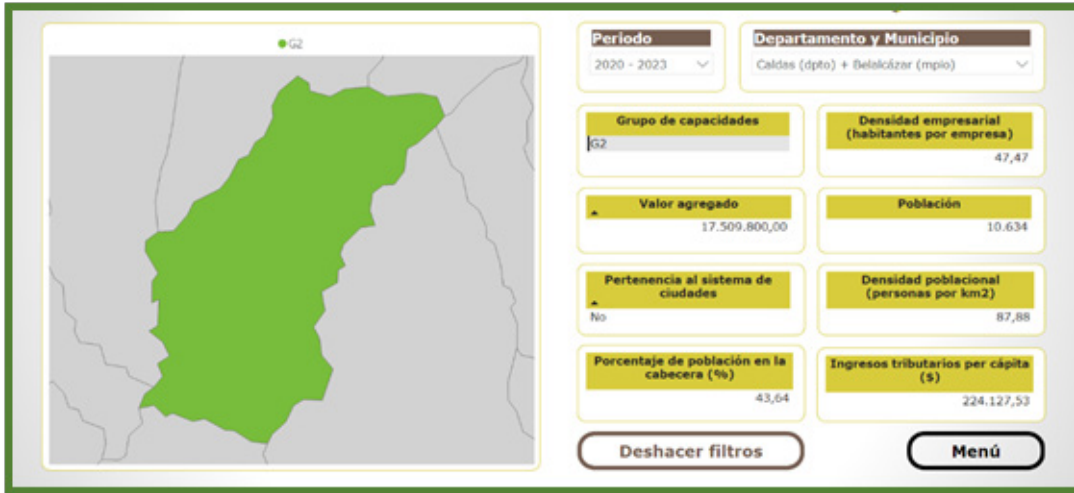 G2
Periodo
2020 - 2023
Departamento y Municipio
Caldas (dpto) + Belalcázar (mpio)
Grupo de capacidades
G2
Densidad empresarial
(habitantes por empresa)
47,47
Valor agregado
17.509.800,00
Población
10.634
Pertenencia al sistema de
ciudades
No
Densidad poblacional
(personas por km2)
87,88
Porcentaje de población en la
cabecera (%)
43,64
Ingresos tributarios per cápita
($)
224.127,53
Deshacer filtros
Menú